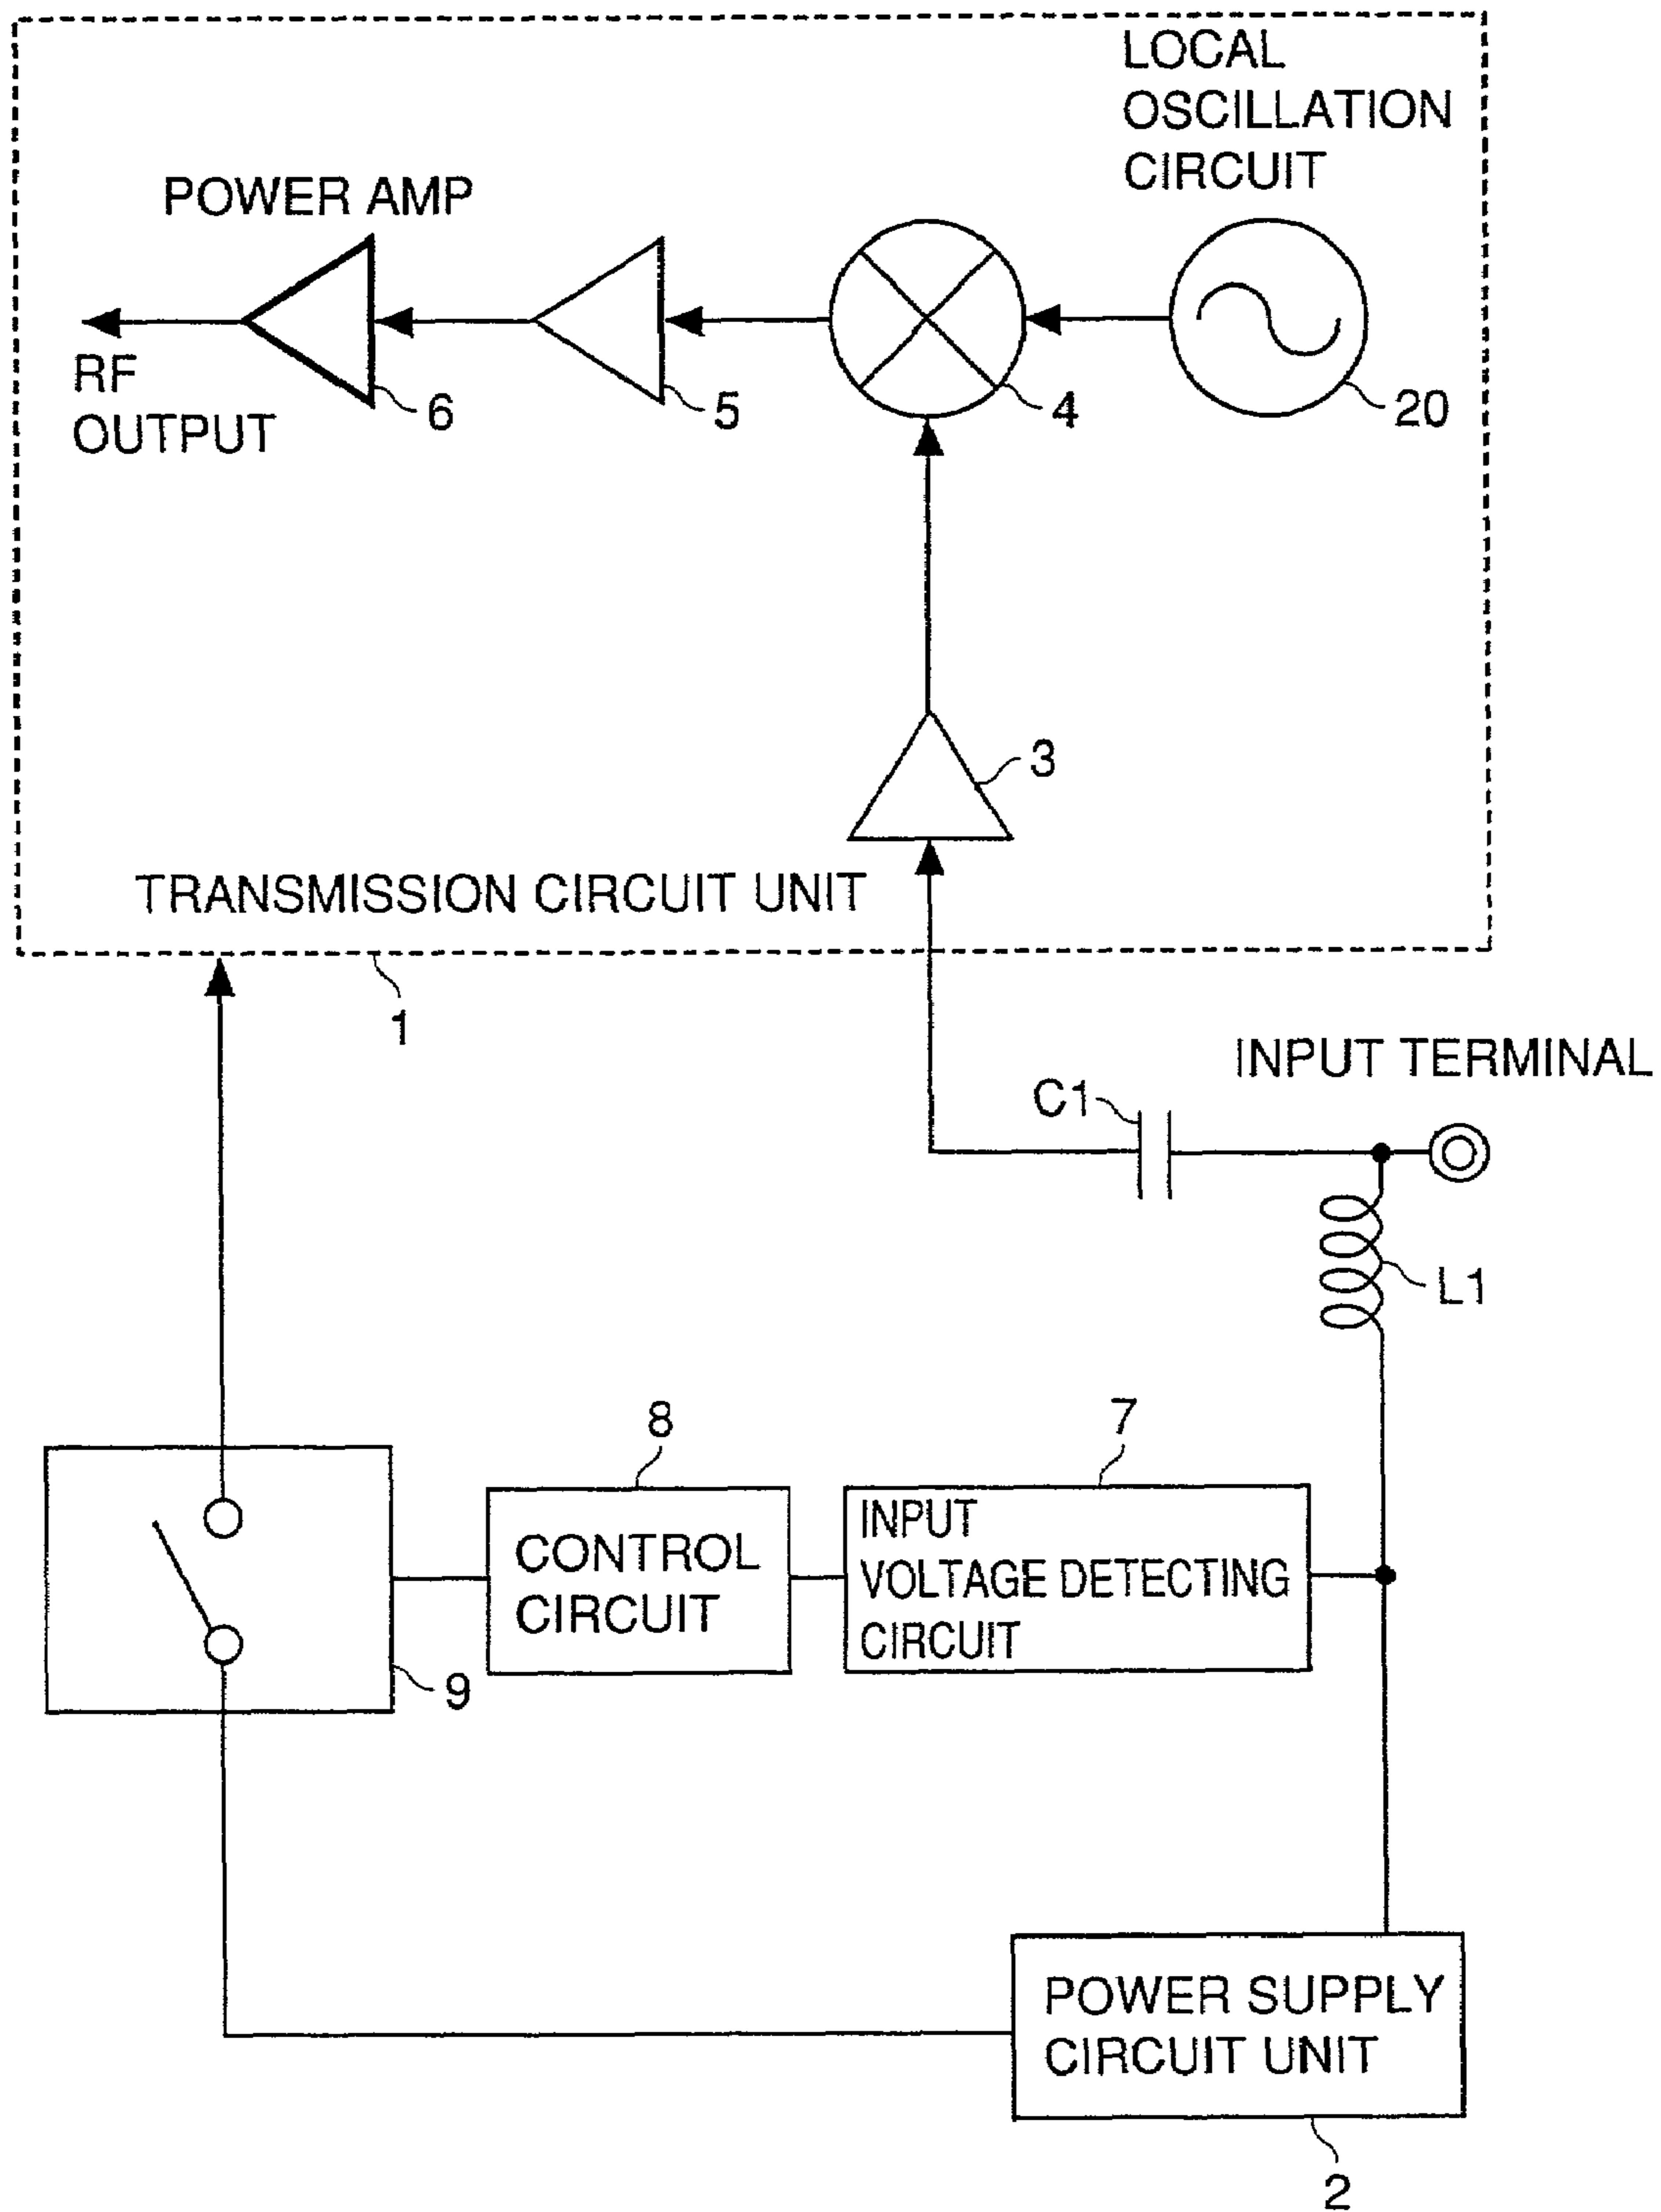 LOCAL
OSCILLATION
CIRCUIT
POWER AMP
RF
OUTPUT
6
5
4
20
3
TRANSMISSION CIRCUIT UNIT
1
INPUT TERMINAL
C1
L1
8
7
CONTROL
CIRCUIT
INPUT
VOLTAGE DETECTING
CIRCUIT
9
POWER SUPPLY
CIRCUIT UNIT
2